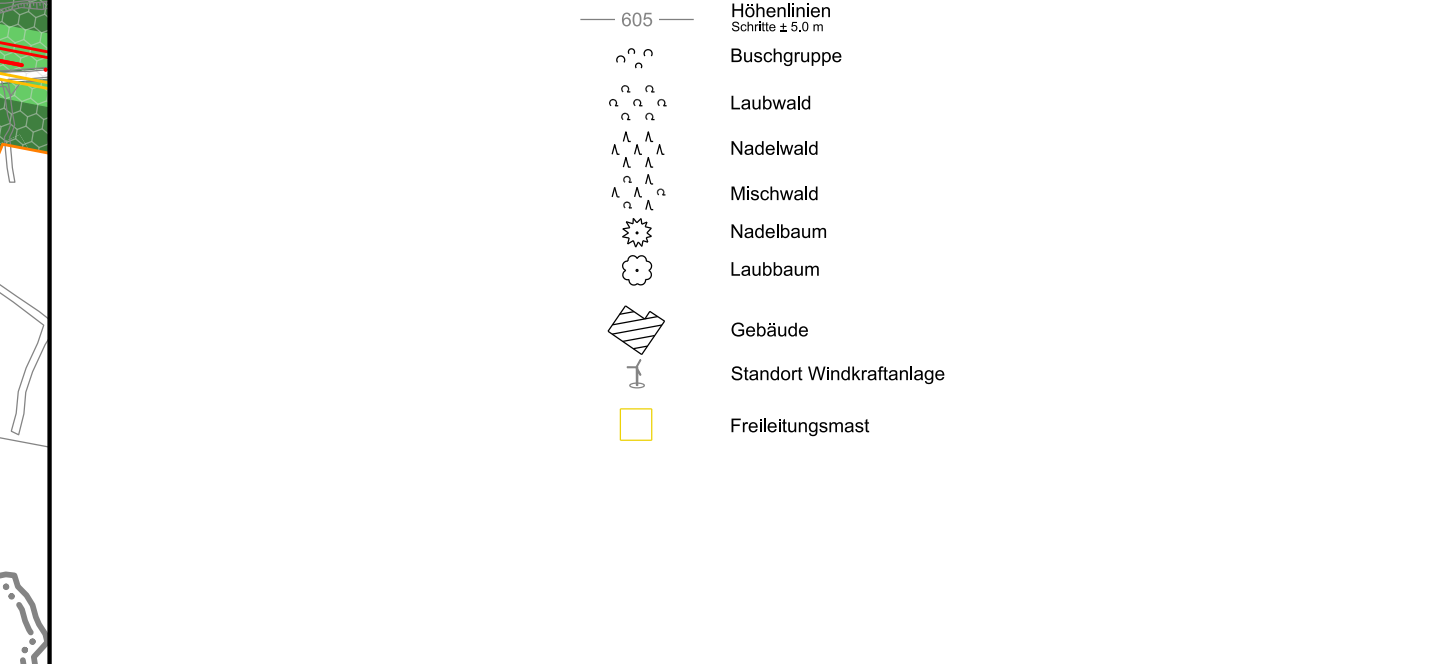 605
Höhenlinien
Schritte ± 5.0 m
Buschgruppe
Laubwald
Nadelwald
Mischwald
Nadelbaum
Laubbaum
Gebäude
Standort Windkraftanlage
Freileitungsmast